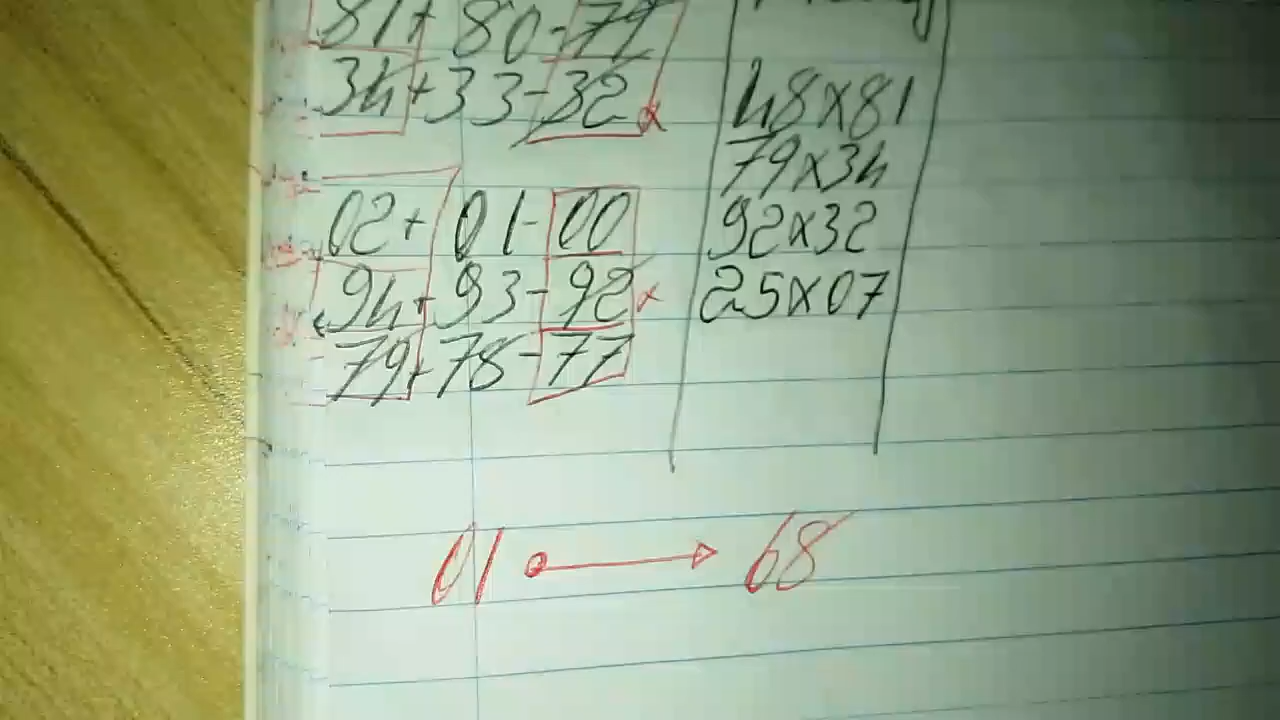 81+ 80-79
34+33-32 x
02+ 01-00
94+93-92 x
79+78-77
48x81
79x34
92x32
25x07
01 → 68